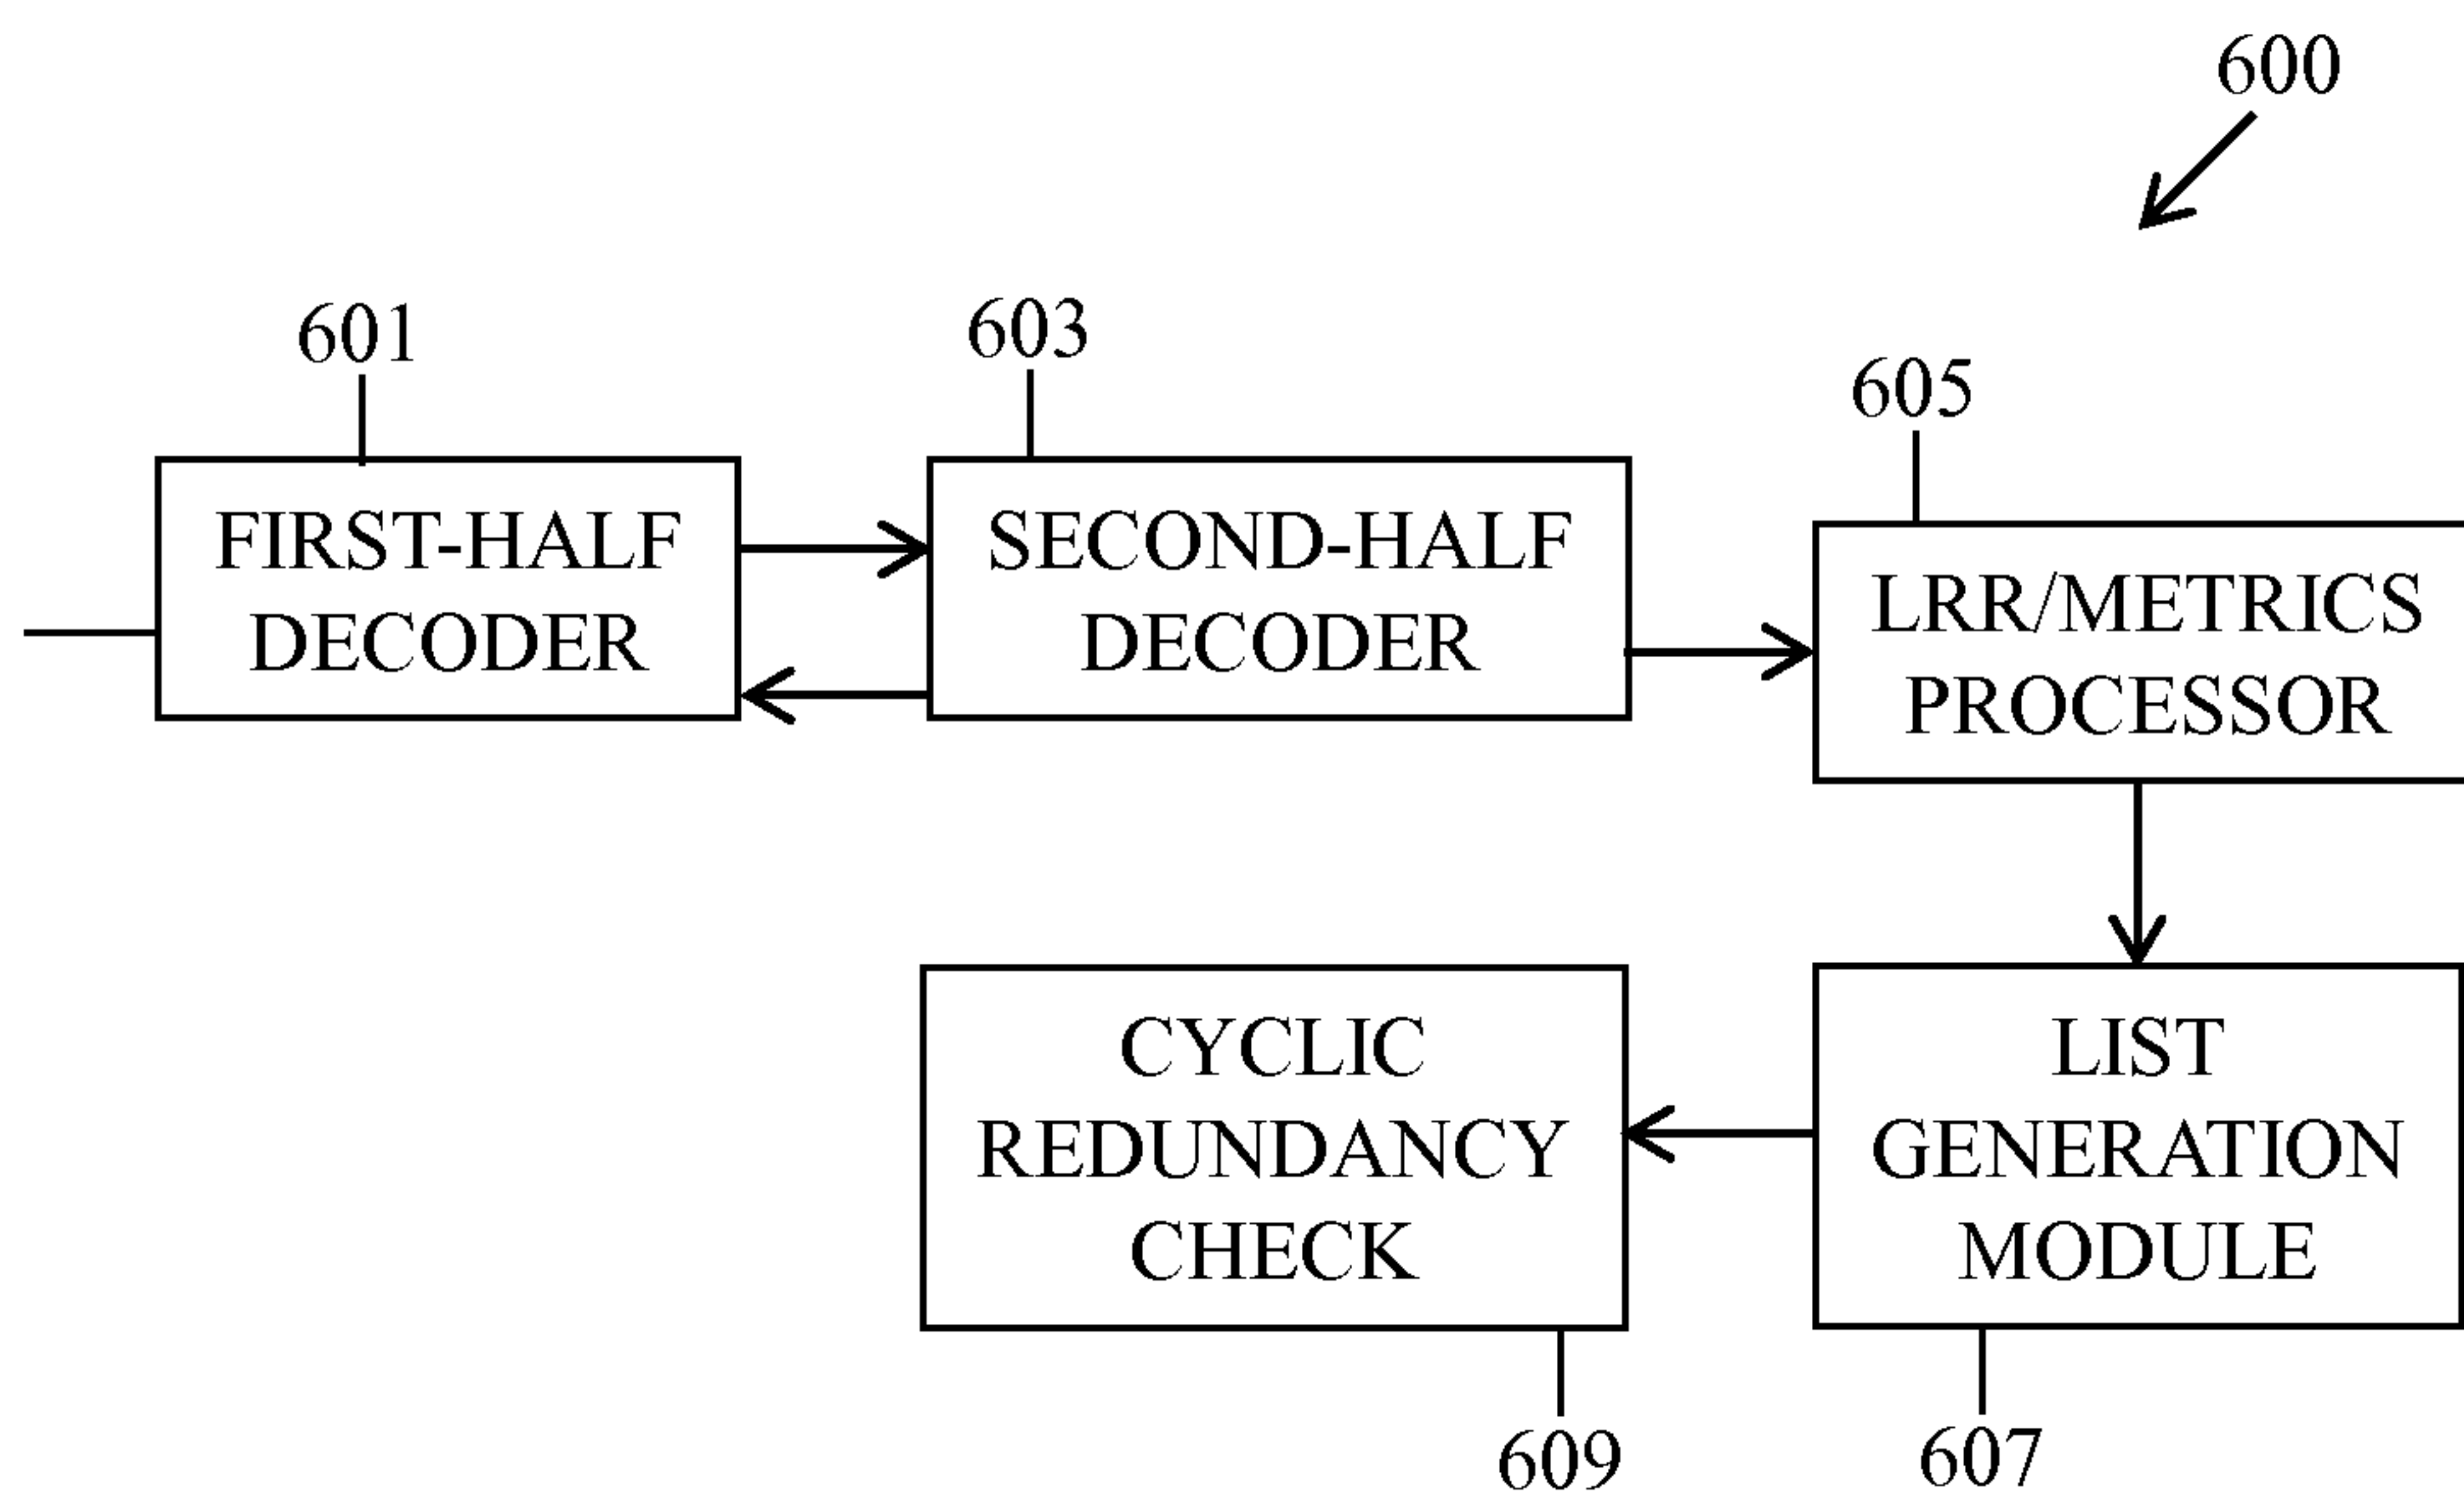 600
601
603
605
FIRST-HALF
DECODER
SECOND-HALF
DECODER
LRR/METRICS
PROCESSOR
CYCLIC
REDUNDANCY
CHECK
LIST
GENERATION
MODULE
609
607